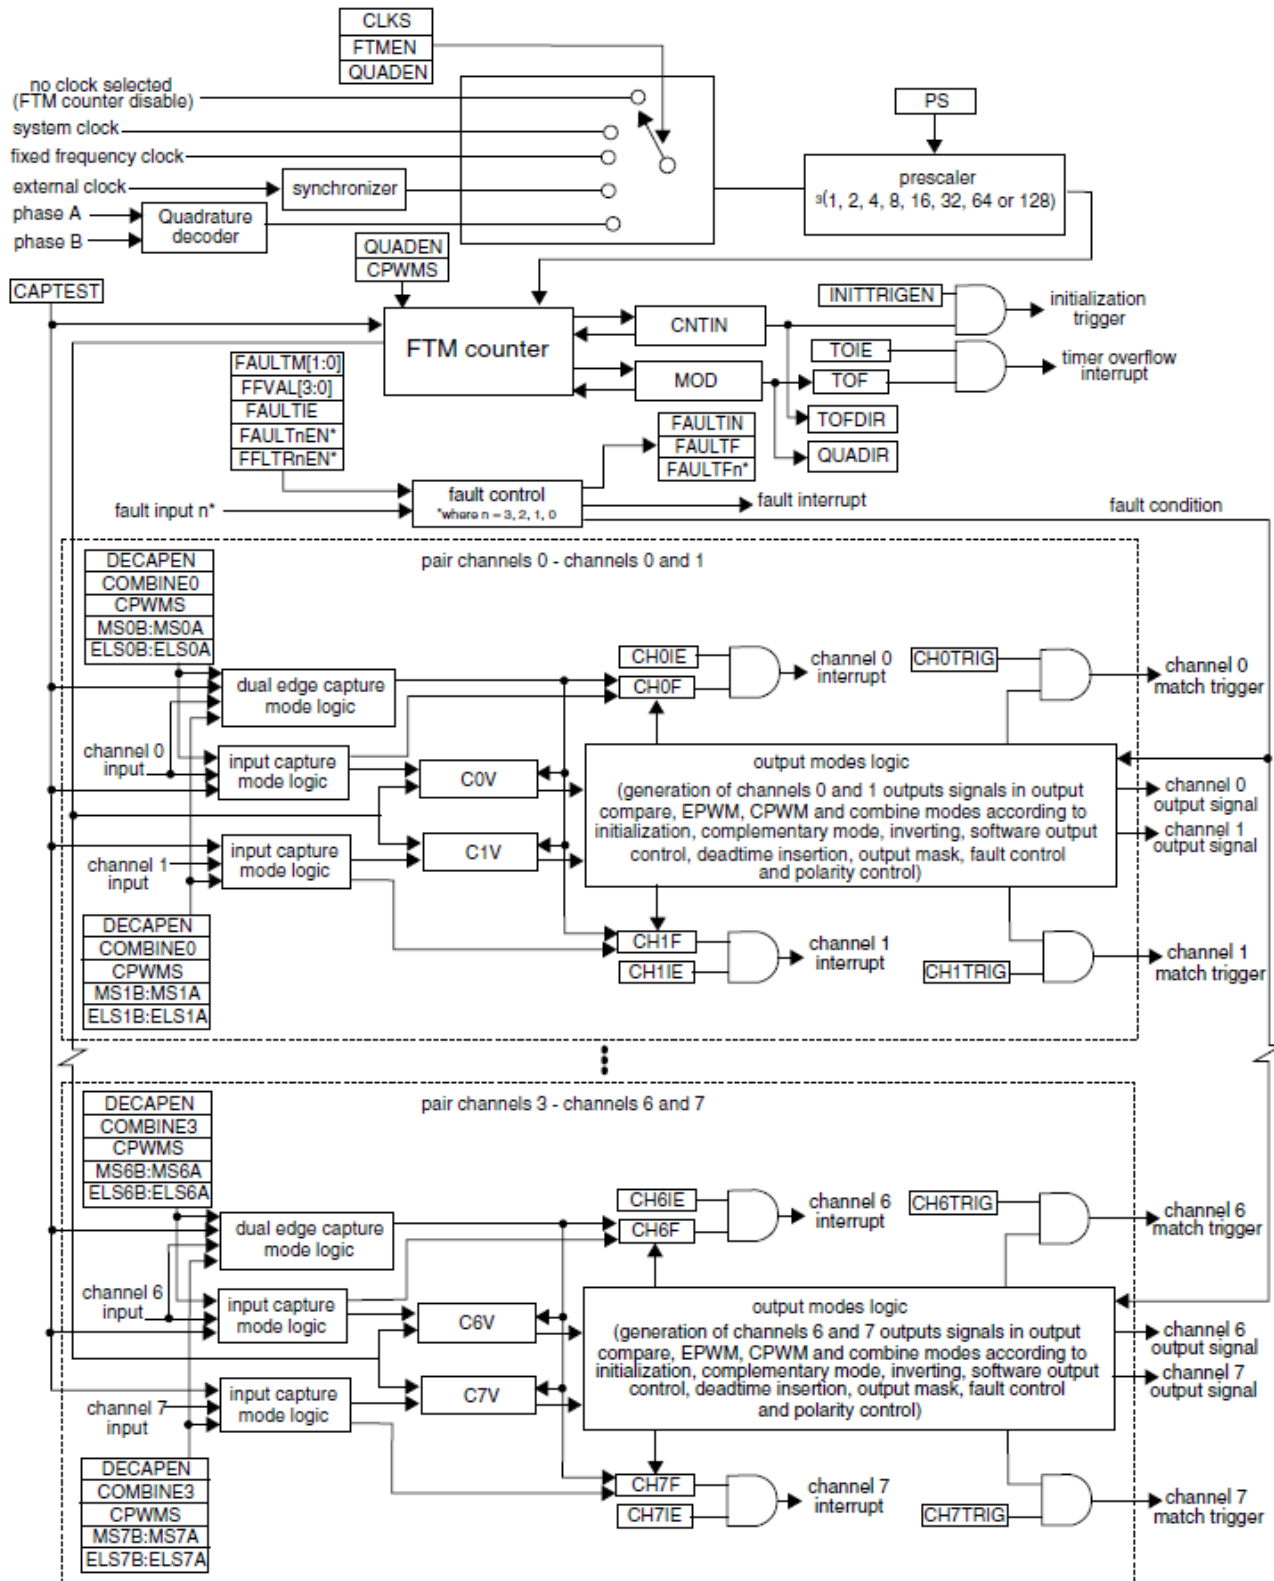 CLKS
FTMEN
QUADEN
no clock selected
(FTM counter disable)
system clock
fixed frequency clock
external clock
synchronizer
phase A
phase B
Quadrature
decoder
PS
prescaler
3(1, 2, 4, 8, 16, 32, 64 or 128)
QUADEN
CPWMS
CAPTEST
FTM counter
CNTIN
MOD
INITTRIGEN
initialization
trigger
TOIE
TOF
timer overflow
interrupt
TOFDIR
QUADIR
FAULTM[1:0]
FFVAL[3:0]
FAULTIE
FAULTnEN*
FFLTRnEN*
FAULTIN
FAULTF
FAULTFn*
fault input n*
fault control
*where n = 3, 2, 1, 0
fault interrupt
fault condition
pair channels 0 - channels 0 and 1
DECAPEN
COMBINE0
CPWMS
MS0B:MS0A
ELS0B:ELS0A
dual edge capture
mode logic
channel 0
input
input capture
mode logic
channel 1
input
input capture
mode logic
DECAPEN
COMBINE0
CPWMS
MS1B:MS1A
ELS1B:ELS1A
C0V
C1V
CH0IE
CH0F
channel 0
interrupt
CH0TRIG
channel 0
match trigger
output modes logic
(generation of channels 0 and 1 outputs signals in output
compare, EPWM, CPWM and combine modes according to
initialization, complementary mode, inverting, software output
control, deadtime insertion, output mask, fault control
and polarity control)
channel 0
output signal
channel 1
output signal
CH1F
CH1IE
channel 1
interrupt
CH1TRIG
channel 1
match trigger
pair channels 3 - channels 6 and 7
DECAPEN
COMBINE3
CPWMS
MS6B:MS6A
ELS6B:ELS6A
dual edge capture
mode logic
channel 6
input
input capture
mode logic
channel 7
input
input capture
mode logic
DECAPEN
COMBINE3
CPWMS
MS7B:MS7A
ELS7B:ELS7A
C6V
C7V
CH6IE
CH6F
channel 6
interrupt
CH6TRIG
channel 6
match trigger
output modes logic
(generation of channels 6 and 7 outputs signals in output
compare, EPWM, CPWM and combine modes according to
initialization, complementary mode, inverting, software output
control, deadtime insertion, output mask, fault control
and polarity control)
channel 6
output signal
channel 7
output signal
CH7F
CH7IE
channel 7
interrupt
CH7TRIG
channel 7
match trigger